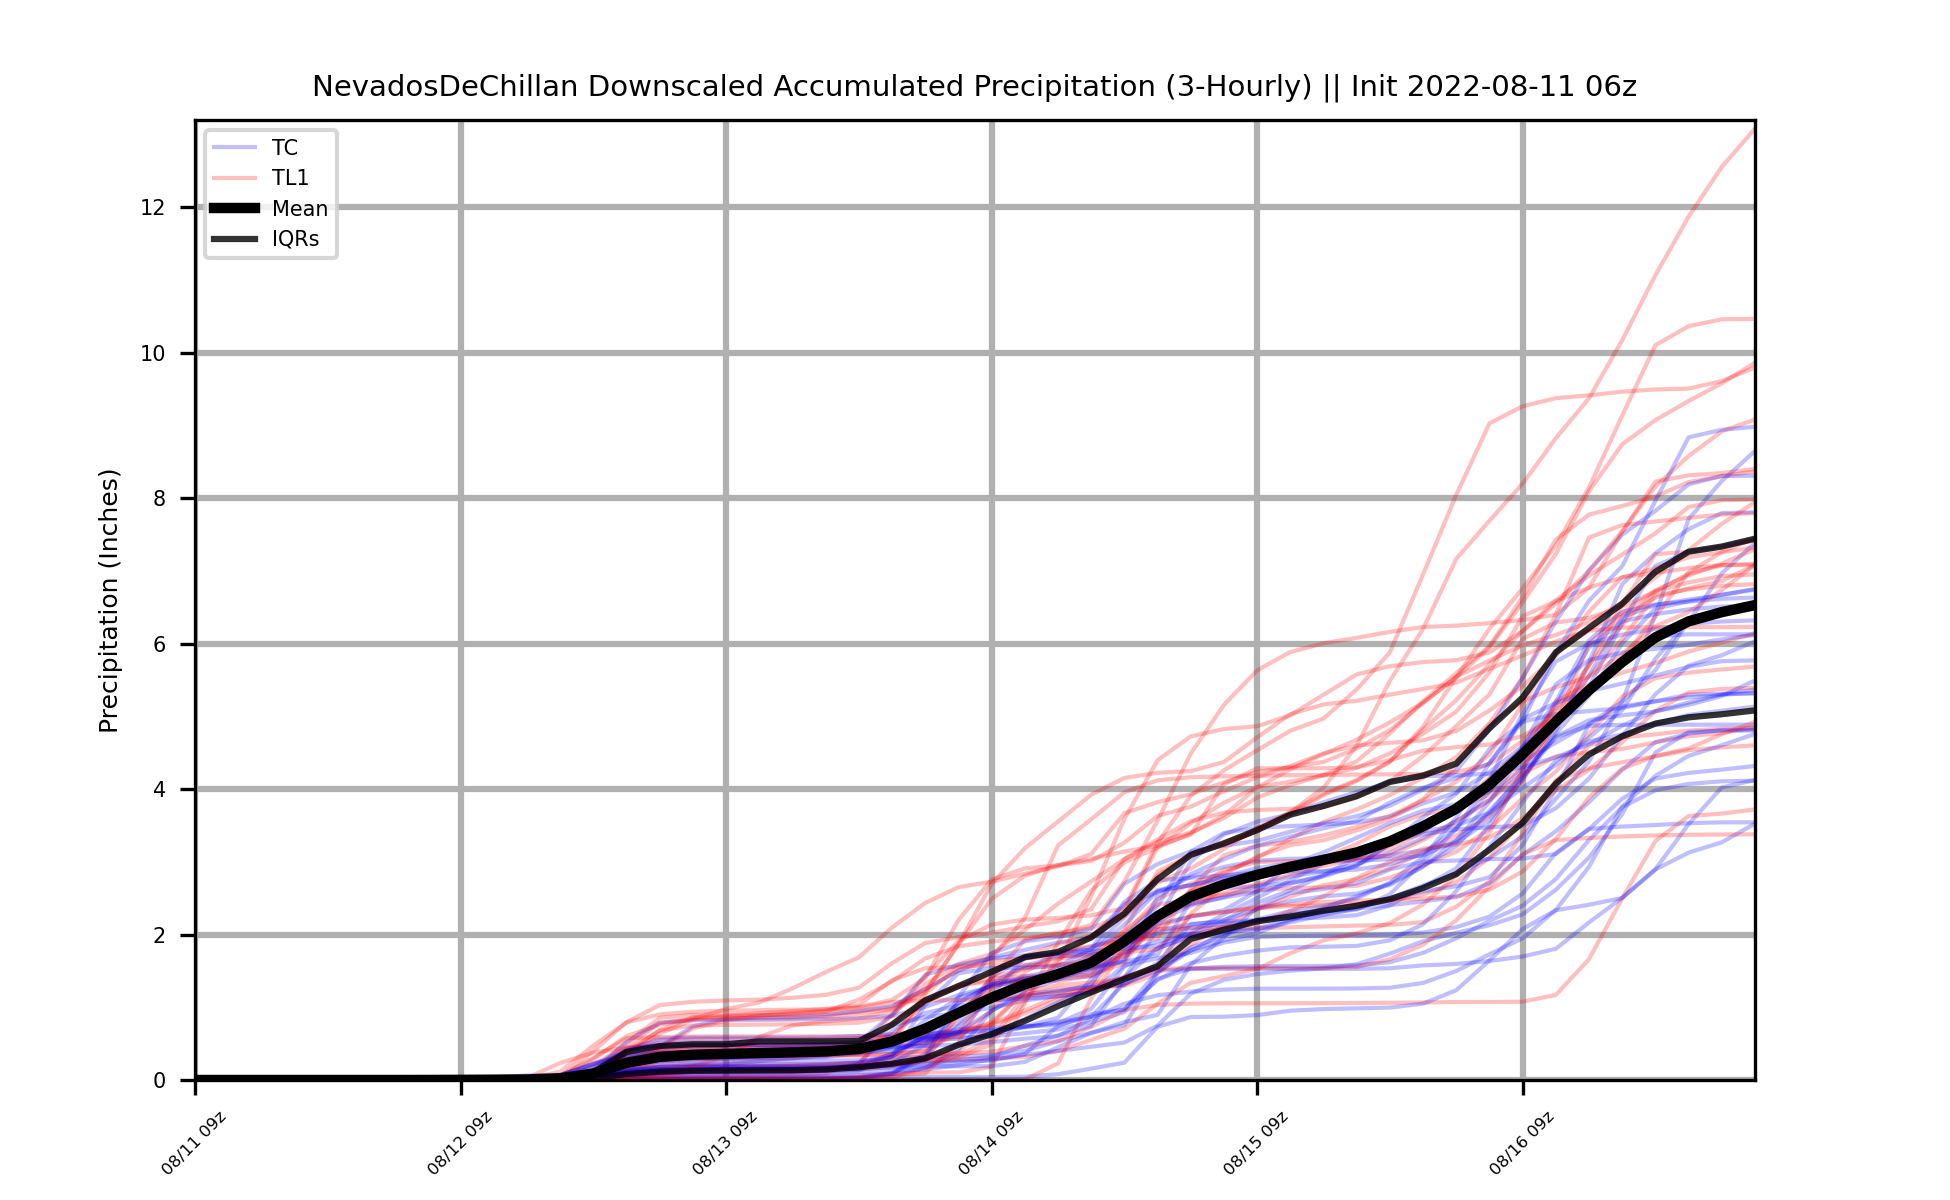 NevadosDeChillan Downscaled Accumulated Precipitation (3-Hourly) || Init 2022-08-11 06z
TC
TL1
Mean
IQRs
Precipitation (Inches)
12
10
8
6
4
2
0
08/11 09z
08/12 09z
08/13 09z
08/14 09z
08/15 09z
08/16 09z